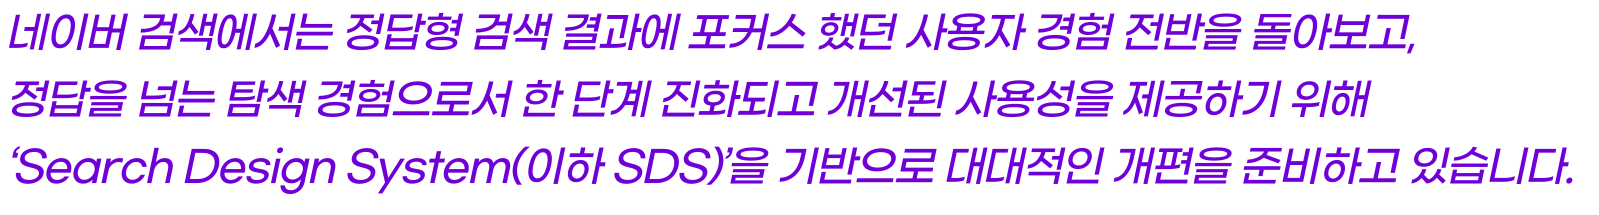 네이버 검색에서는 정답형 검색 결과에 포커스 했던 사용자 경험 전반을 돌아보고,
정답을 넘는 탐색 경험으로서 한 단계 진화되고 개선된 사용성을 제공하기 위해
‘Search Design System(이하 SDS)’을 기반으로 대대적인 개편을 준비하고 있습니다.